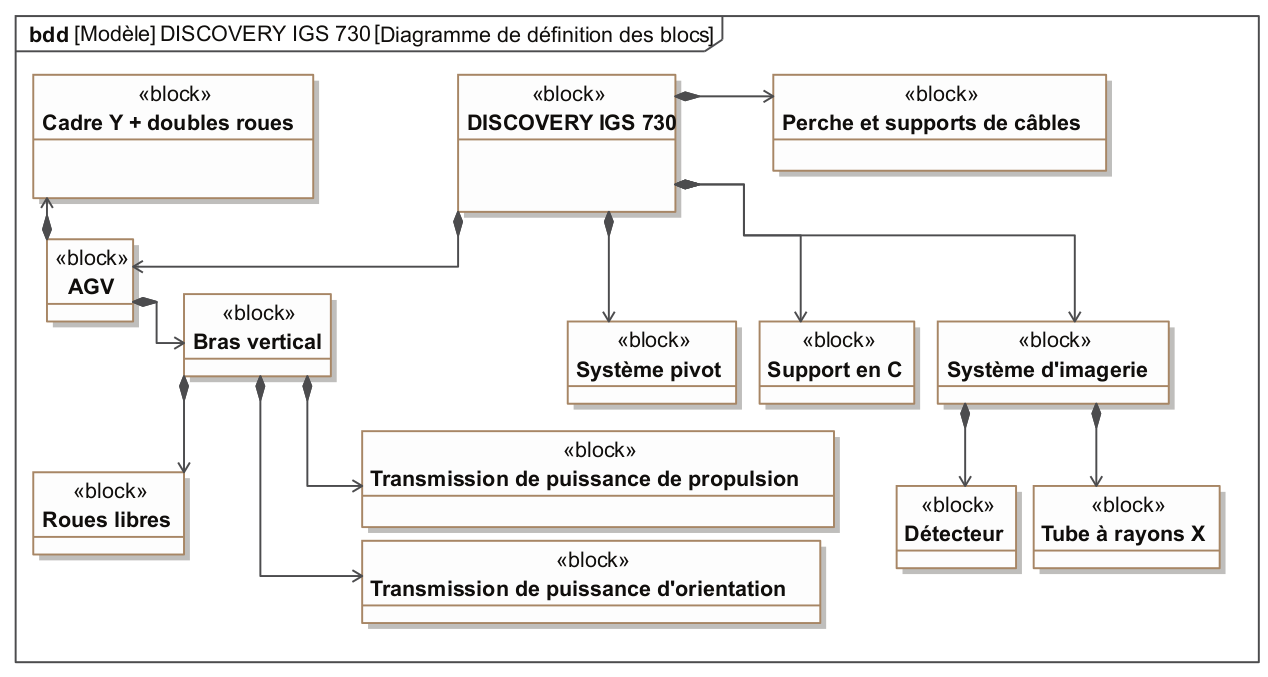 bdd [Modèle] DISCOVERY IGS 730 [Diagramme de définition des blocs]
«block»
Cadre Y + doubles roues
«block»
DISCOVERY IGS 730
«block»
Perche et supports de câbles
«block»
AGV
«block»
Bras vertical
«block»
Système pivot
«block»
Support en C
«block»
Système d'imagerie
«block»
Transmission de puissance de propulsion
«block»
Roues libres
«block»
Détecteur
«block»
Tube à rayons X
«block»
Transmission de puissance d'orientation